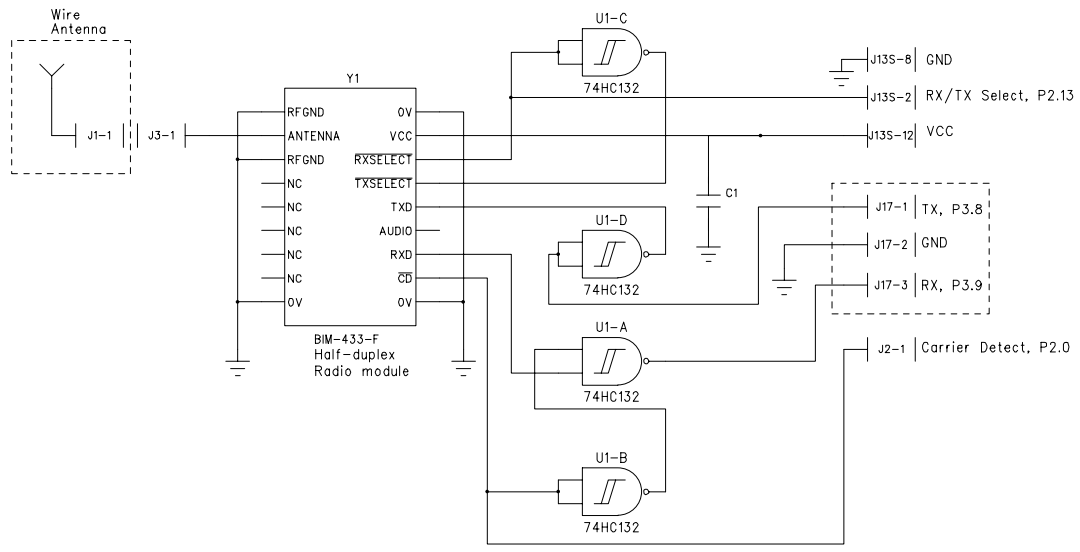 Wire
Antenna
J1-1
J3-1
Y1
RFGND
ANTENNA
RFGND
NC
NC
NC
NC
NC
0V
0V
VCC
RXSELECT
TXSELECT
TXD
AUDIO
RXD
CD
0V
BIM-433-F
Half-duplex
Radio module
U1-C
74HC132
U1-D
74HC132
U1-A
74HC132
U1-B
74HC132
C1
J13S-8 GND
J13S-2 RX/TX Select, P2.13
J13S-12 VCC
J17-1 TX, P3.8
J17-2 GND
J17-3 RX, P3.9
J2-1 Carrier Detect, P2.0